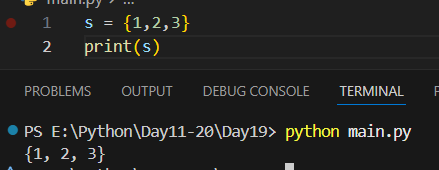 main.py > ...
1 s = {1,2,3}
2 print(s)
PROBLEMS OUTPUT DEBUG CONSOLE TERMINAL
PS E:\Python\Day11-20\Day19> python main.py
{1, 2, 3}